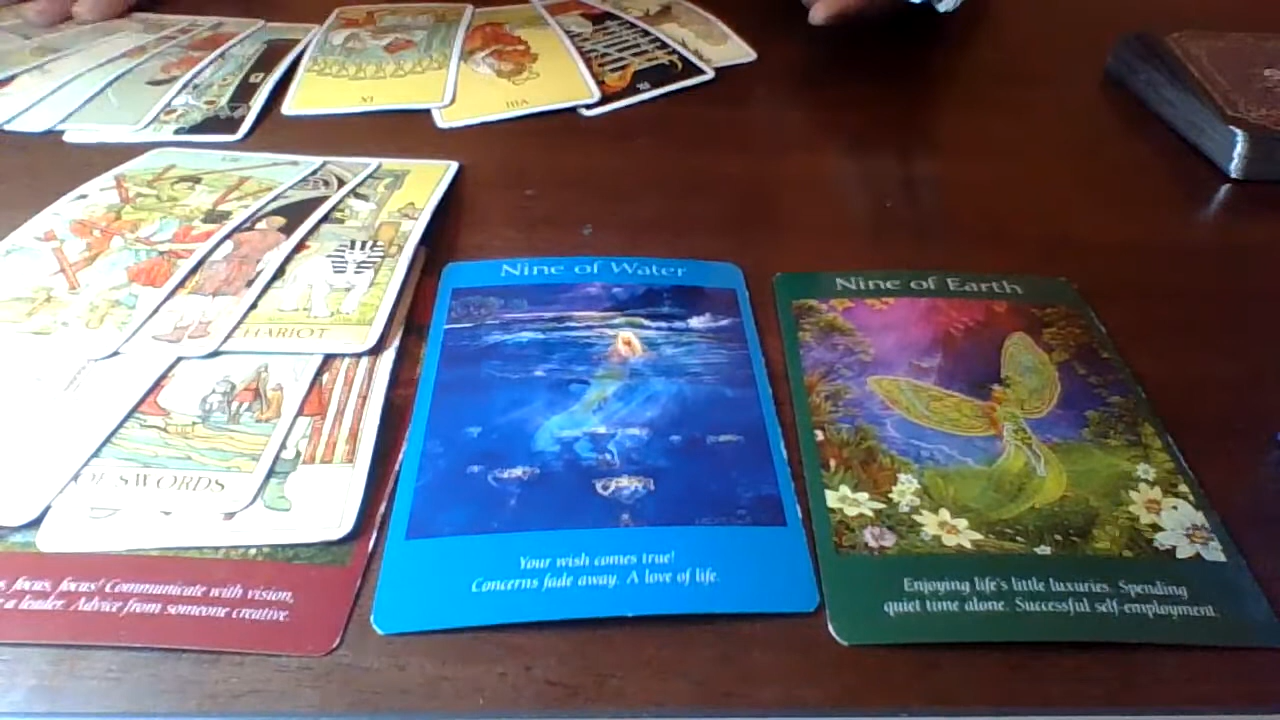 XI
IIIA
HARIOT
OF SWORDS
s, focus, focus! Communicate with vision,
a leader. Advice from someone creative.
Nine of Water
Your wish comes true!
Concerns fade away. A love of life.
Nine of Earth
Enjoying life's little luxuries. Spending
quiet time alone. Successful self-employment.